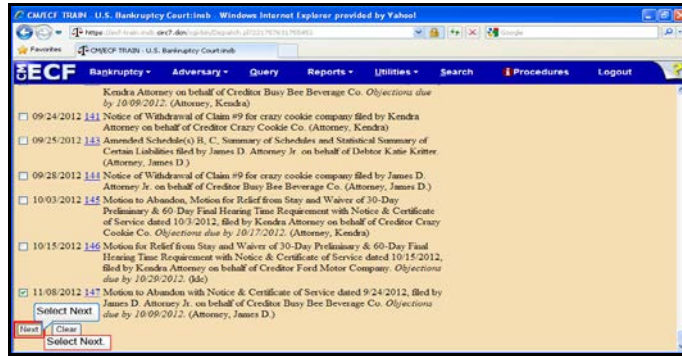 CM/ECF TRAIN - U.S. Bankruptcy Court:insb - Windows Internet Explorer provided by Yahoo!
Google
Favorites CM/ECF TRAIN - U.S. Bankruptcy Court:insb
ECF Bankruptcy Adversary Query Reports Utilities Search Procedures Logout
Kendra Attorney on behalf of Creditor Busy Bee Beverage Co. Objections due
by 10/09/2012. (Attorney, Kendra)
09/24/2012 141 Notice of Withdrawal of Claim #9 for crazy cookie company filed by Kendra
Attorney on behalf of Creditor Crazy Cookie Co. (Attorney, Kendra)
09/25/2012 143 Amended Schedule(s) B, C, Summary of Schedules and Statistical Summary of
Certain Liabilities filed by James D. Attorney Jr. on behalf of Debtor Katie Kritter.
(Attorney, James D.)
09/28/2012 144 Notice of Withdrawal of Claim #9 for crazy cookie company filed by James D.
Attorney Jr. on behalf of Creditor Busy Bee Beverage Co. (Attorney, James D.)
10/03/2012 145 Motion to Abandon, Motion for Relief from Stay and Waiver of 30-Day
Preliminary & 60-Day Final Hearing Time Requirement with Notice & Certificate
of Service dated 10/3/2012, filed by Kendra Attorney on behalf of Creditor Crazy
Cookie Co. Objections due by 10/17/2012. (Attorney, Kendra)
10/15/2012 146 Motion for Relief from Stay and Waiver of 30-Day Preliminary & 60-Day Final
Hearing Time Requirement with Notice & Certificate of Service dated 10/15/2012,
filed by Kendra Attorney on behalf of Creditor Ford Motor Company. Objections
due by 10/29/2012. (kle)
11/08/2012 147 Motion to Abandon with Notice & Certificate of Service dated 9/24/2012, filed by
James D. Attorney Jr. on behalf of Creditor Busy Bee Beverage Co. Objections
due by 10/09/2012. (Attorney, James D.)
Select Next
Next Clear
Select Next.